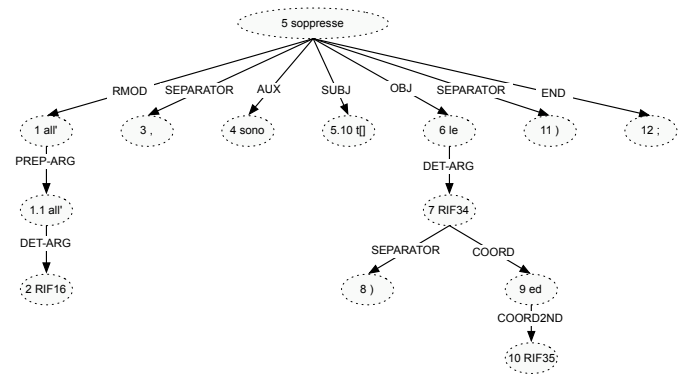 5 soppresse
RMOD SEPARATOR AUX SUBJ OBJ SEPARATOR END
1 all' 3 , 4 sono 5.10 t[] 6 le 11 ) 12 ;
PREP-ARG DET-ARG
1.1 all' 7 RIF34
DET-ARG SEPARATOR COORD
2 RIF16 8 ) 9 ed
COORD2ND
10 RIF35